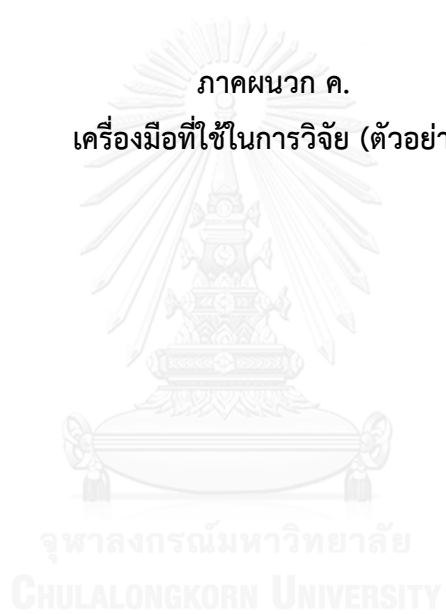 ภาคผนวก ค.
เครื่องมือที่ใช้ในการวิจัย (ตัวอย่า
จุฬาลงกรณ์มหาวิทยาลัย
CHULALONGKORN UNIVERSITY